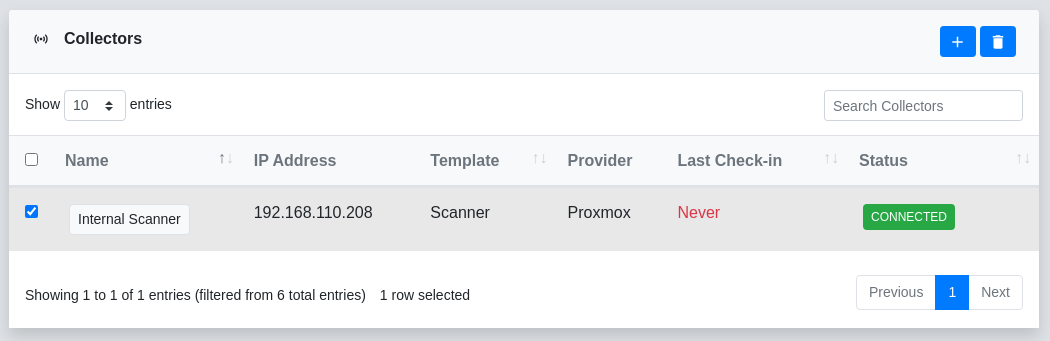 Collectors
Show 10 entries
Search Collectors
Name IP Address Template Provider Last Check-in Status
Internal Scanner 192.168.110.208 Scanner Proxmox Never CONNECTED
Showing 1 to 1 of 1 entries (filtered from 6 total entries) 1 row selected
Previous 1 Next